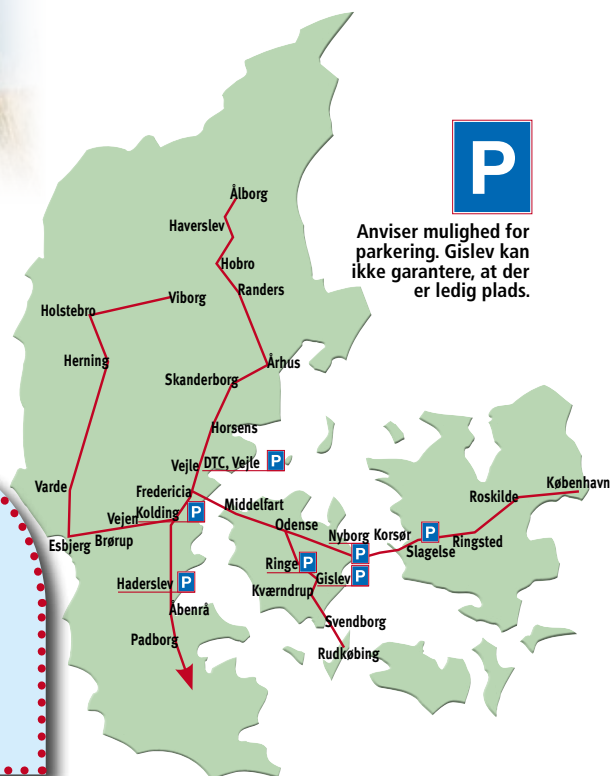 P
Anviser mulighed for
parkering. Gislev kan
ikke garantere, at der
er ledig plads.
Ålborg
Haverslev
Hobro
Viborg
Randers
Holstebro
Herning
Århus
Skanderborg
Horsens
Vejle
DTC, Vejle P
Varde
Fredericia
København
Roskilde
Vejen
Kolding P
Middelfart
Odense
Nyborg P
Korsør
P
Slagelse
Ringsted
Esbjerg
Brørup
Ringe P
Gislev P
Haderslev P
Kværndrup
Åbenrå
Svendborg
Padborg
Rudkøbing